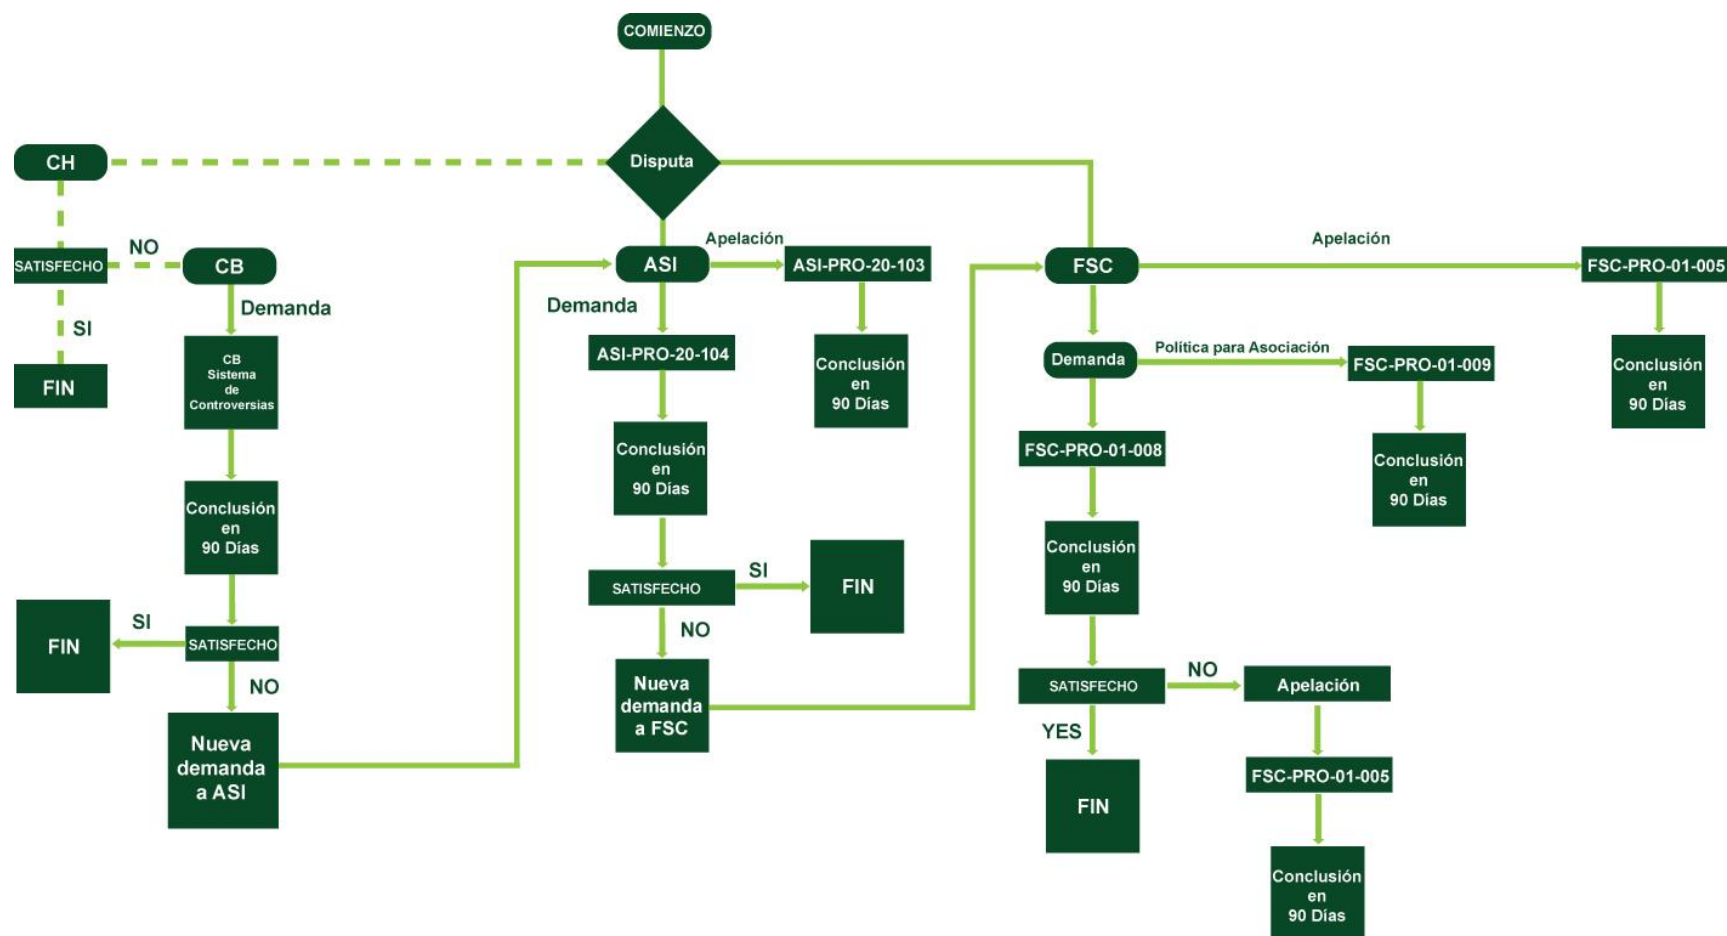 COMIENZO
Disputa
CH
SATISFECHO
NO
SI
FIN
CB
Demanda
CB
Sistema
de
Controversias
Conclusión
en
90 Días
SATISFECHO
SI
FIN
NO
Nueva
demanda
a ASI
ASI
Apelación
ASI-PRO-20-103
Conclusión
en
90 Días
Demanda
ASI-PRO-20-104
Conclusión
en
90 Días
SATISFECHO
SI
FIN
NO
Nueva
demanda
a FSC
FSC
Apelación
FSC-PRO-01-005
Conclusión
en
90 Días
Demanda
Política para Asociación
FSC-PRO-01-009
Conclusión
en
90 Días
FSC-PRO-01-008
Conclusión
en
90 Días
SATISFECHO
NO
Apelación
YES
FIN
FSC-PRO-01-005
Conclusión
en
90 Días